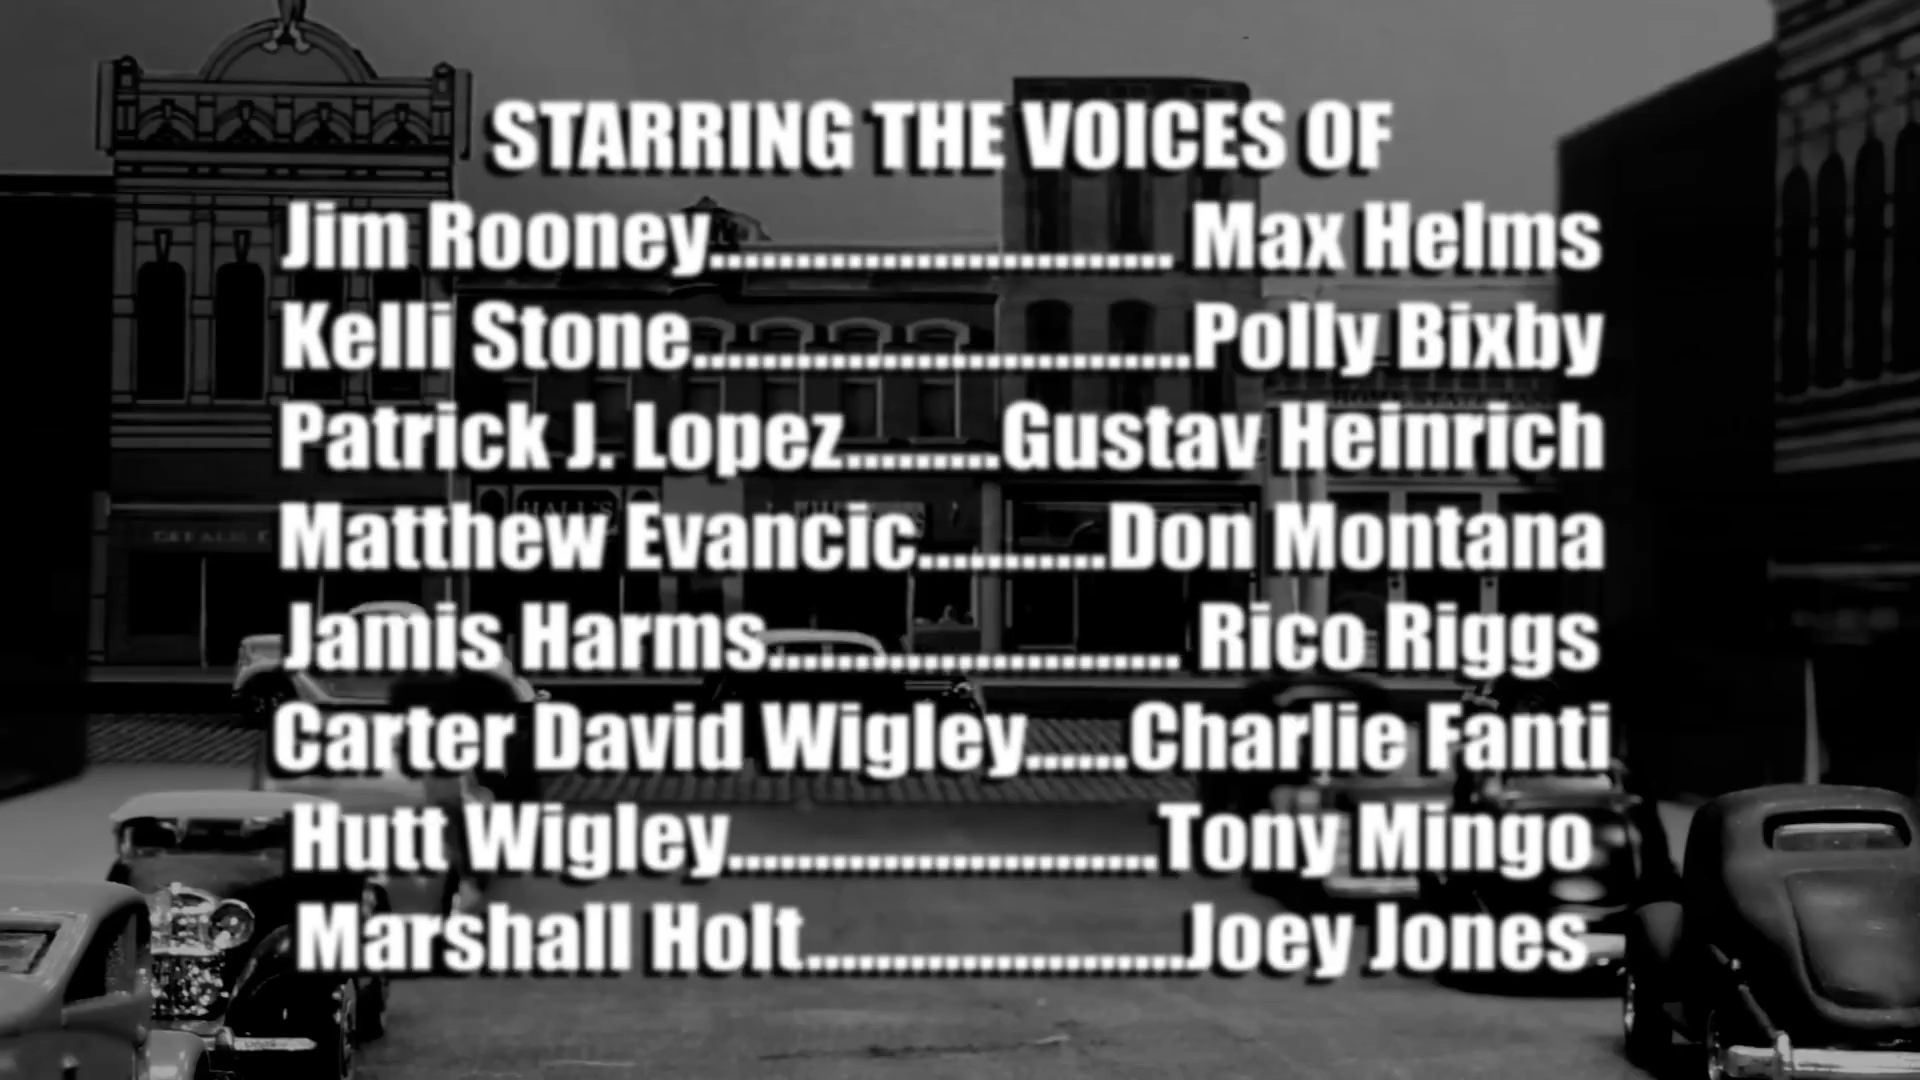 STARRING THE VOICES OF
Jim Rooney........................... Max Helms
Kelli Stone.............................Polly Bixby
Patrick J. Lopez.........Gustav Heinrich
Matthew Evancic...........Don Montana
Jamis Harms........................ Rico Riggs
Carter David Wigley......Charlie Fanti
Hutt Wigley.........................Tony Mingo
Marshall Holt......................Joey Jones
HALL'S